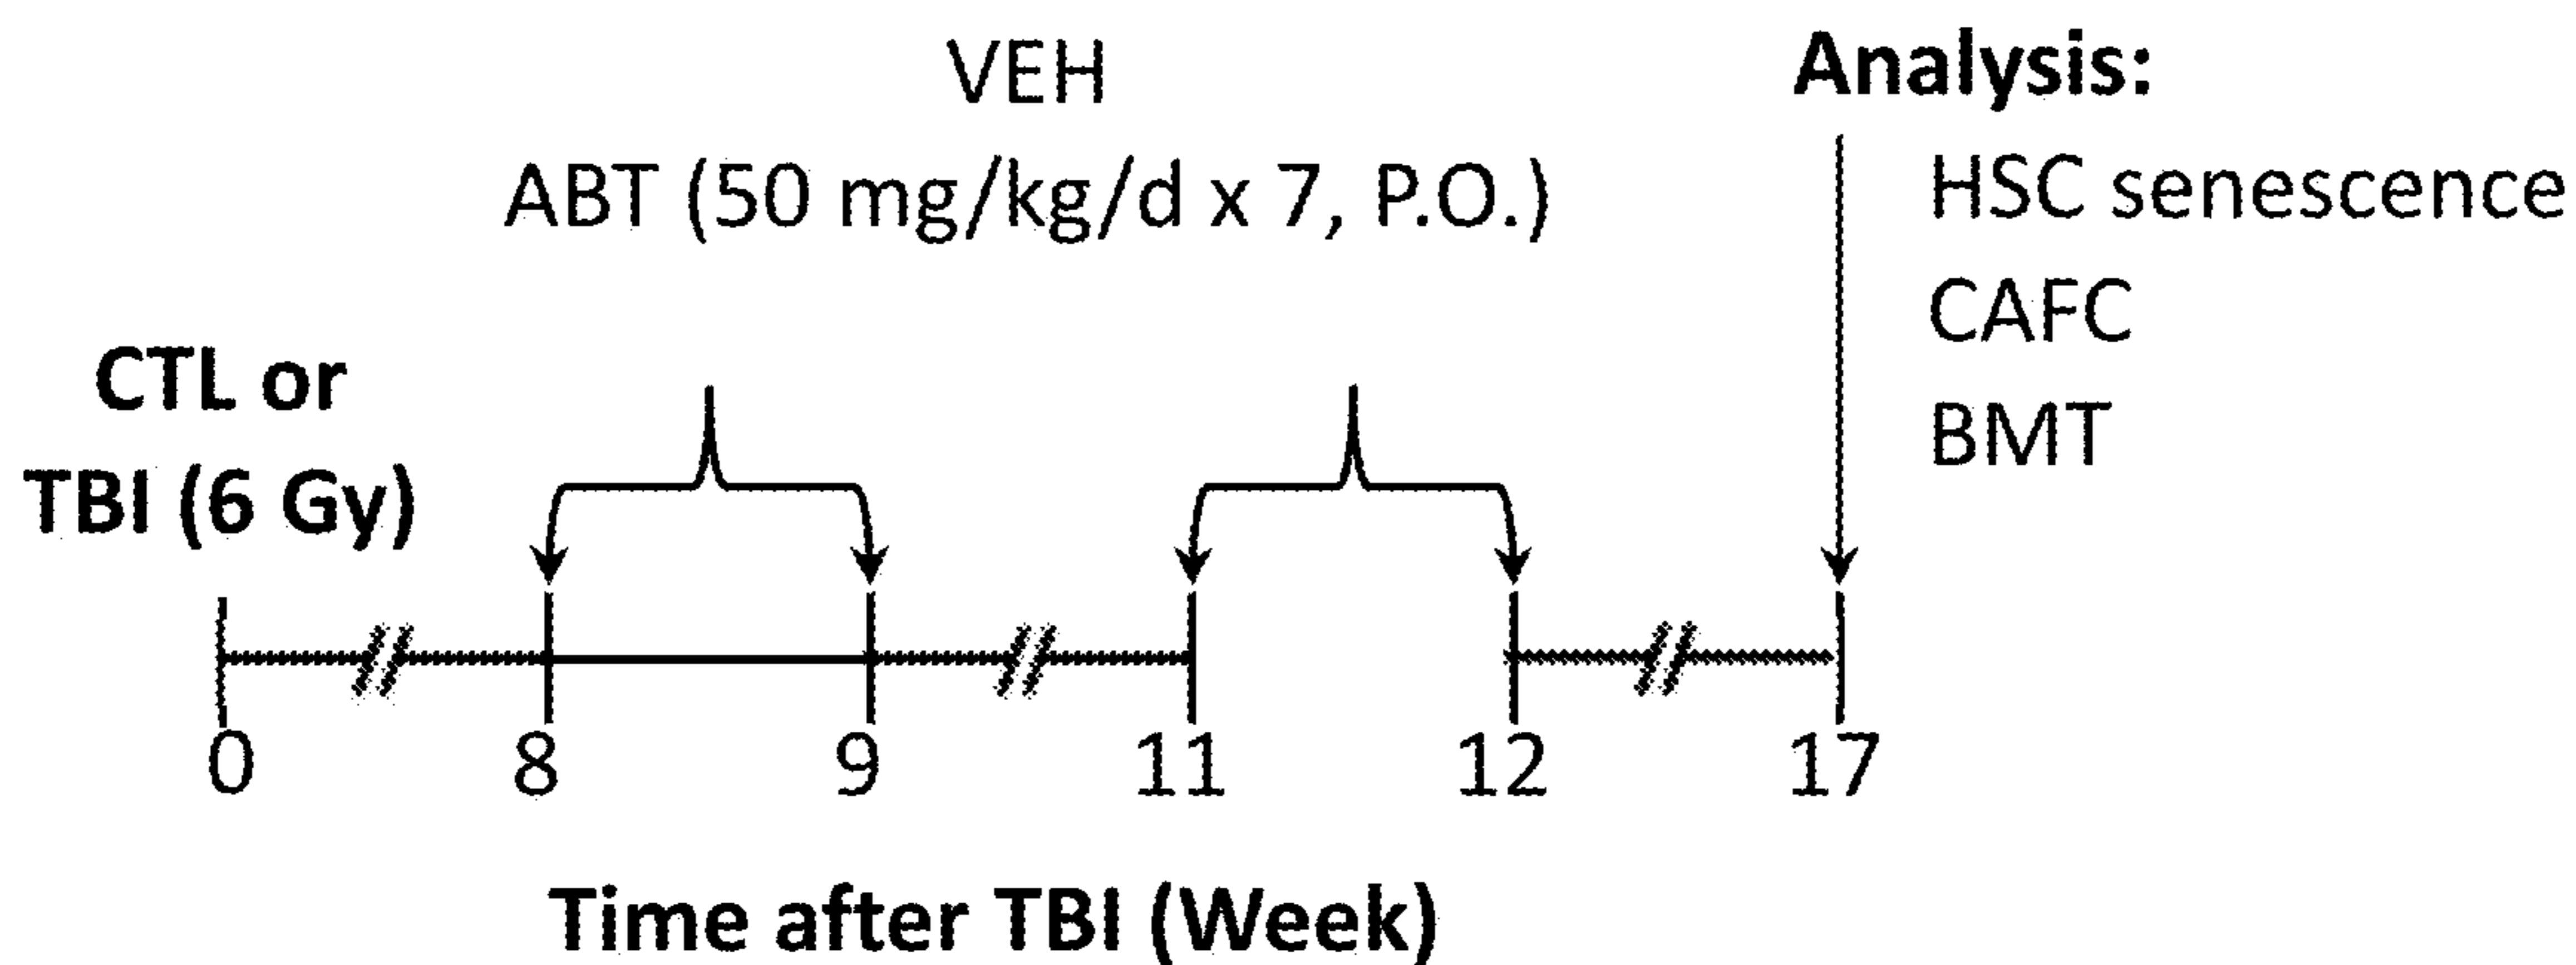 VEH
ABT (50 mg/kg/d x 7, P.O.)
Analysis:
HSC senescence
CAFC
BMT
CTL or
TBI (6 Gy)
0 8 9 11 12 17
Time after TBI (Week)